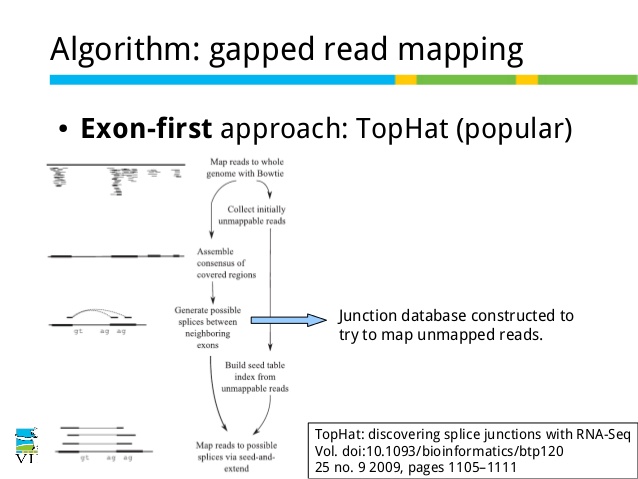 Algorithm: gapped read mapping
• Exon-first approach: TopHat (popular)
Map reads to whole
genome with Bowtie
Collect initially
unmappable reads
Assemble
consensus of
covered regions
Generate possible
splices between
neighboring
exons
gt ag ag
Junction database constructed to
try to map unmapped reads.
Build seed table
index from
unmappable reads
Map reads to possible
splices via seed-and-
extend
gt ag ag
VI
TopHat: discovering splice junctions with RNA-Seq
Vol. doi:10.1093/bioinformatics/btp120
25 no. 9 2009, pages 1105–1111